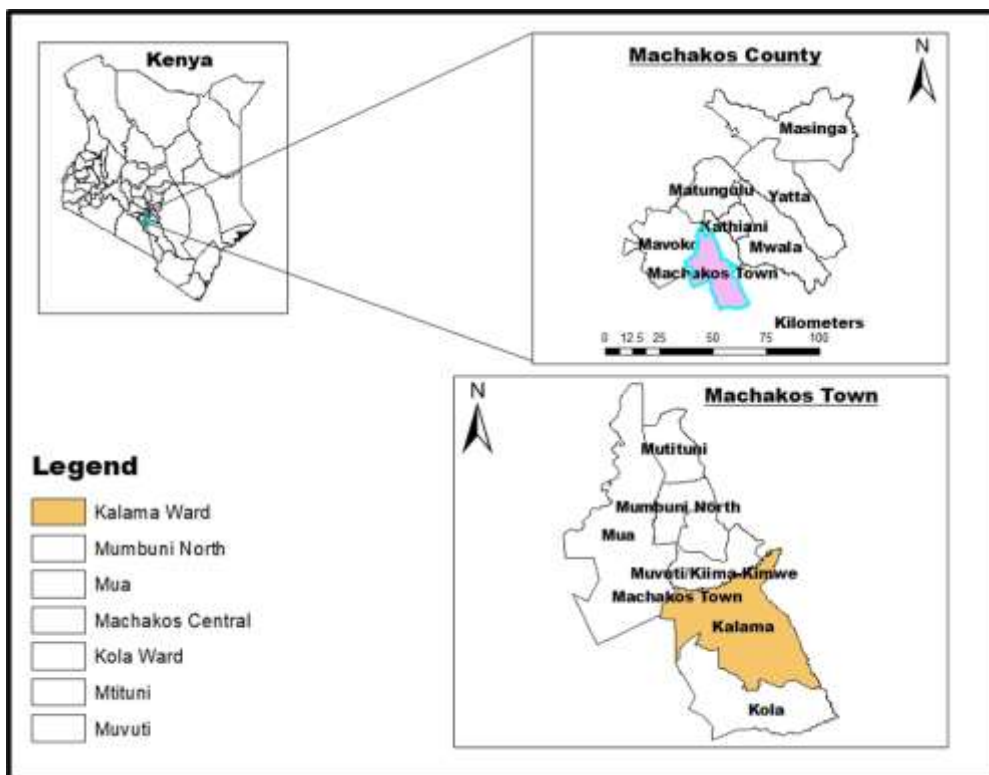 Kenya
Machakos County
N
Masinga
Matungulu
Yatta
Kathiani
Mavoko
Mwala
Machakos Town
Kilometers
0 12.5 25 50 75 100
N
Machakos Town
Mutituni
Mumbuni North
Mua
Muvuti/Kiima-Kimwe
Machakos Town
Kalama
Kola
Legend
Kalama Ward
Mumbuni North
Mua
Machakos Central
Kola Ward
Mtituni
Muvuti